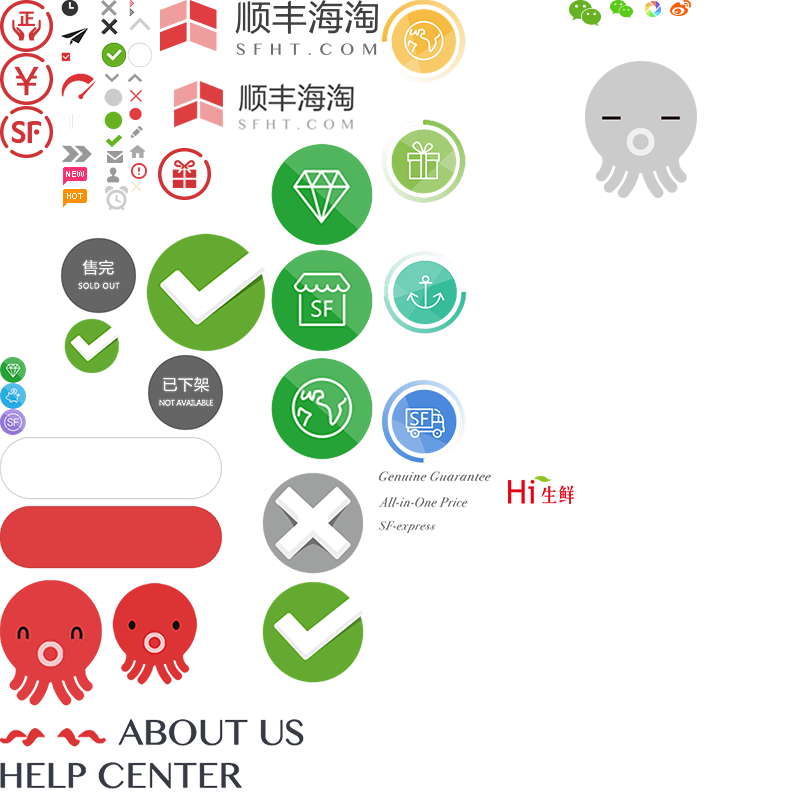 正
顺丰海淘
SFHT.COM
¥
顺丰海淘
SFHT.COM
SF
NEW
HOT
售完
SOLD OUT
SF
已下架
NOT AVAILABLE
SF
SF
Genuine Guarantee
All-in-One Price
SF-express
Hi生鲜
ABOUT US
HELP CENTER